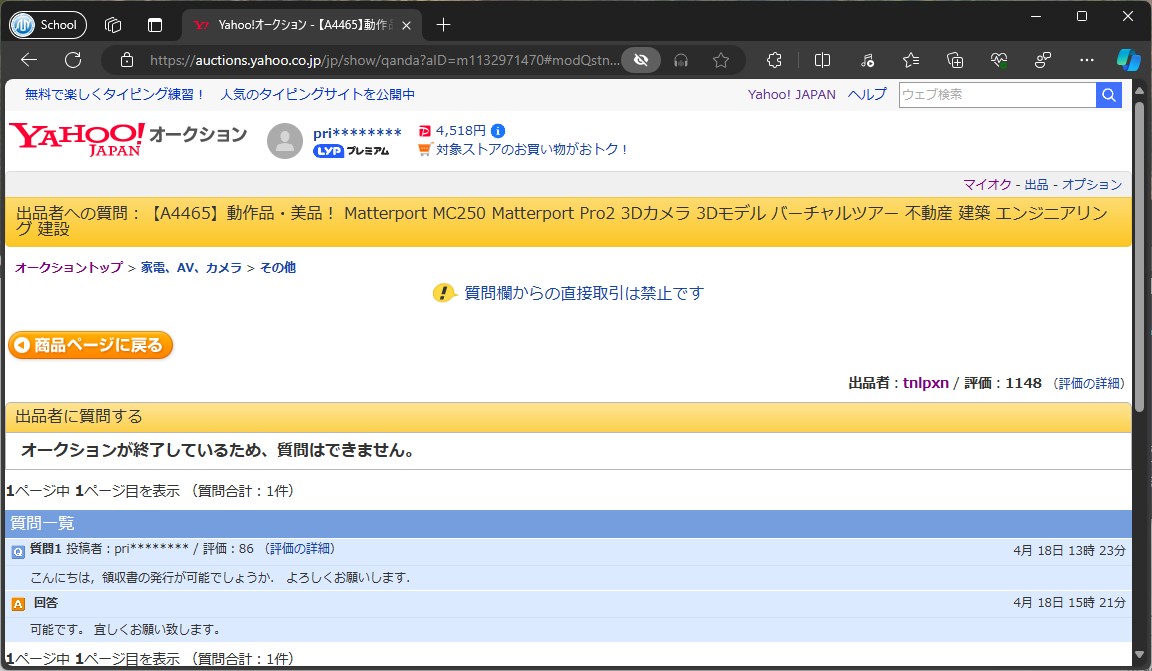 School
Yahoo!オークション - 【A4465】動作
https://auctions.yahoo.co.jp/jp/show/qanda?aID=m1132971470#modQstn...
無料で楽しくタイピング練習！ 人気のタイピングサイトを公開中
Yahoo! JAPAN ヘルプ ウェブ検索
YAHOO! JAPAN オークション
pri******** 4,518円
LYP プレミアム 対象ストアのお買い物がおトク！
マイオク - 出品 - オプション
出品者への質問：【A4465】動作品・美品！ Matterport MC250 Matterport Pro2 3Dカメラ 3Dモデル バーチャルツアー 不動産 建築 エンジニアリン
グ 建設
オークショントップ > 家電、AV、カメラ > その他
質問欄からの直接取引は禁止です
商品ページに戻る
出品者：tnlpxn / 評価：1148 （評価の詳細）
出品者に質問する
オークションが終了しているため、質問はできません。
1ページ中 1ページ目を表示 （質問合計：1件）
質問一覧
Q 質問1 投稿者：pri******** / 評価：86 （評価の詳細） 4月 18日 13時 23分
こんにちは，領収書の発行が可能でしょうか． よろしくお願いします．
A 回答 4月 18日 15時 21分
可能です。 宜しくお願い致します。
1ページ中 1ページ目を表示 （質問合計：1件）